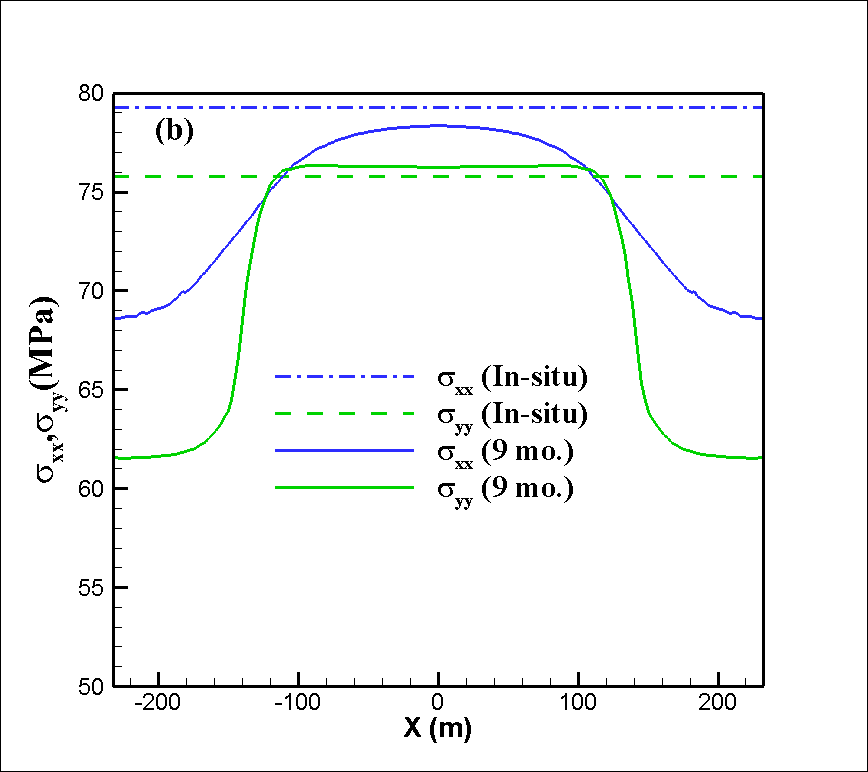 80
(b)
75
70
65
60
55
50
σxx,σyy(MPa)
σxx (In-situ)
σyy (In-situ)
σxx (9 mo.)
σyy (9 mo.)
-200 -100 0 100 200
X (m)